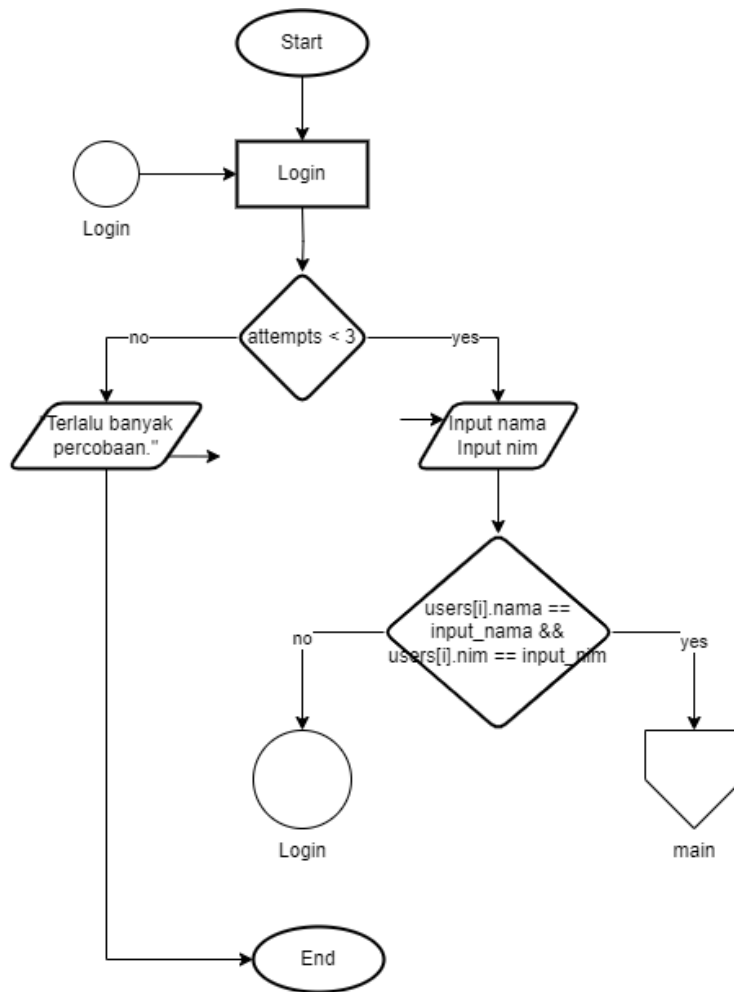 Start
Login
Login
attempts < 3
no
yes
"Terlalu banyak
percobaan."
Input nama
Input nim
users[i].nama ==
input_nama &&
users[i].nim == input_nim
no
yes
Login
main
End